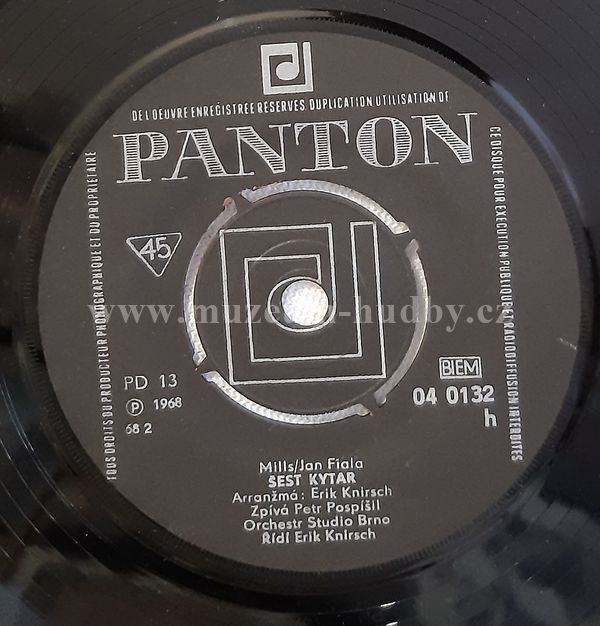 DE L OEUVRE ENREGISTREE RESERVES DUPLICATION UTILISATION DE
PANTON
TOUS DROITS DU PRODUCTEUR PHONOGRAPHIQUE ET DU PROPRIETAIRE
CE DISQUE POUR EXECUTION PUBLIQUE ET RADIODIFFUSION INTERDITES
45
www.muzeum-hudby.cz
PD 13
℗ 1968
68 2
BIEM
04 0132
h
Mills/Jan Fiala
ŠEST KYTAR
Arranžmá: Erik Knirsch
Zpívá Petr Pospíšil
Orchestr Studio Brno
Řídí Erik Knirsch